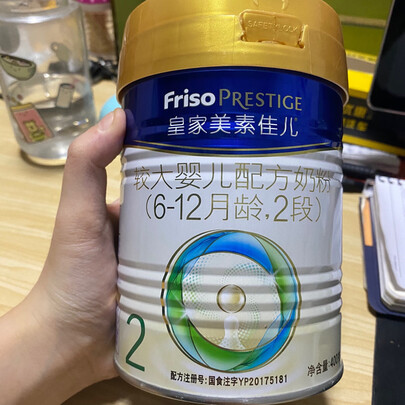 SAFETY LOCK
Friso PRESTIGE
皇家美素佳儿
较大婴儿配方奶粉
(6-12月龄,2段)
2
净含量:400
配方注册号:国食注字YP20175181